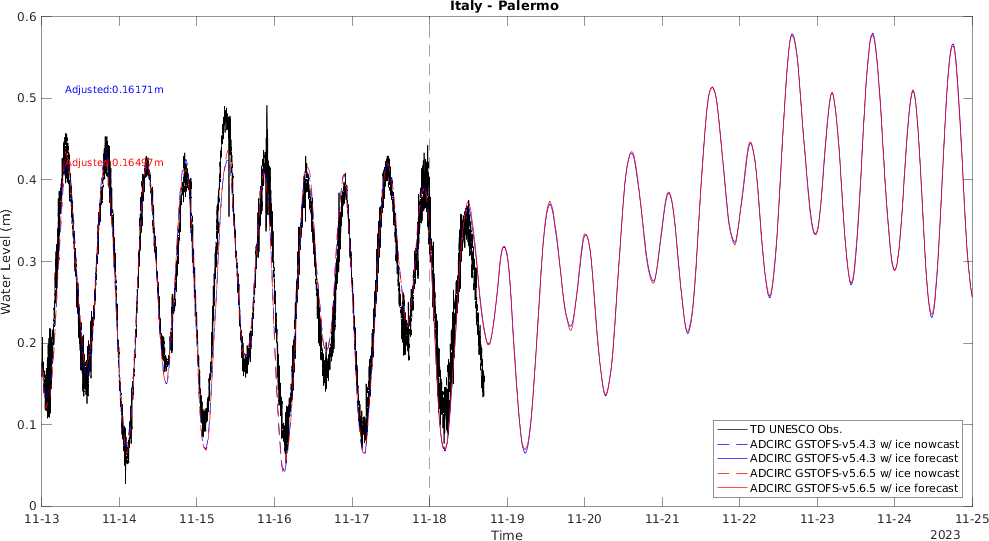 Italy - Palermo
Water Level (m)
0.6
0.5
0.4
0.3
0.2
0.1
0
Adjusted:0.16171m
Adjusted:0.16497m
TD UNESCO Obs.
ADCIRC GSTOFS-v5.4.3 w/ ice nowcast
ADCIRC GSTOFS-v5.4.3 w/ ice forecast
ADCIRC GSTOFS-v5.6.5 w/ ice nowcast
ADCIRC GSTOFS-v5.6.5 w/ ice forecast
11-13 11-14 11-15 11-16 11-17 11-18 11-19 11-20 11-21 11-22 11-23 11-24 11-25
Time
2023